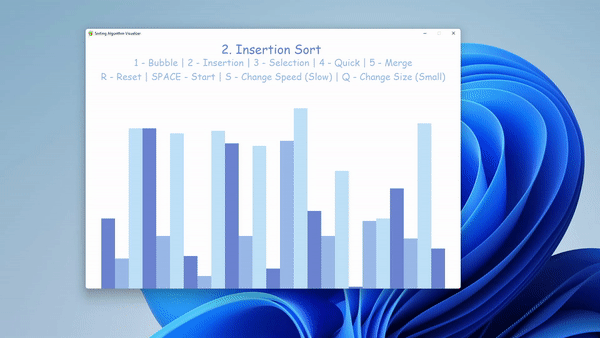 Sorting Algorithm Visualizer
2. Insertion Sort
1 - Bubble | 2 - Insertion | 3 - Selection | 4 - Quick | 5 - Merge
R - Reset | SPACE - Start | S - Change Speed (Slow) | Q - Change Size (Small)